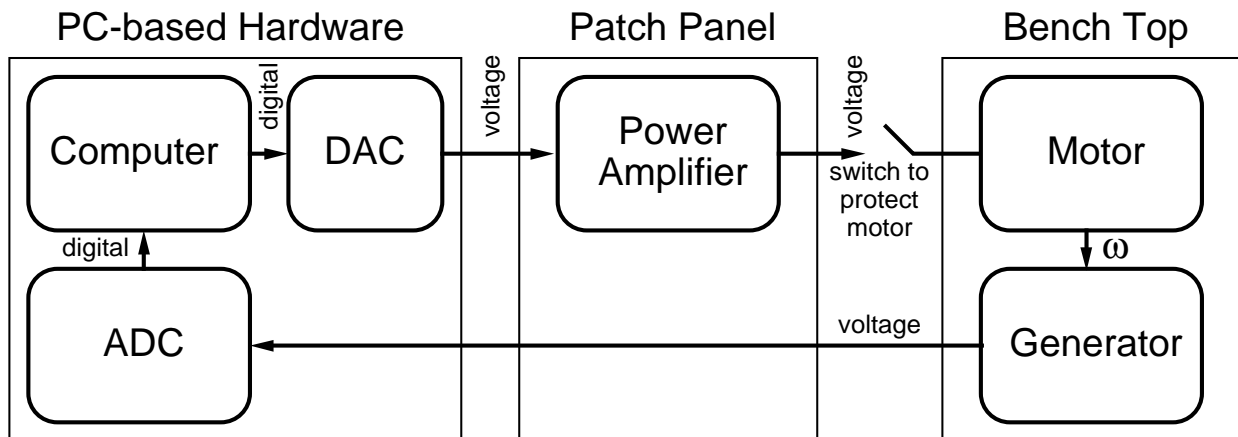 PC-based Hardware
Patch Panel
Bench Top
digital
voltage
voltage
Computer
DAC
Power
Amplifier
Motor
switch to
protect
motor
digital
ω
ADC
voltage
Generator